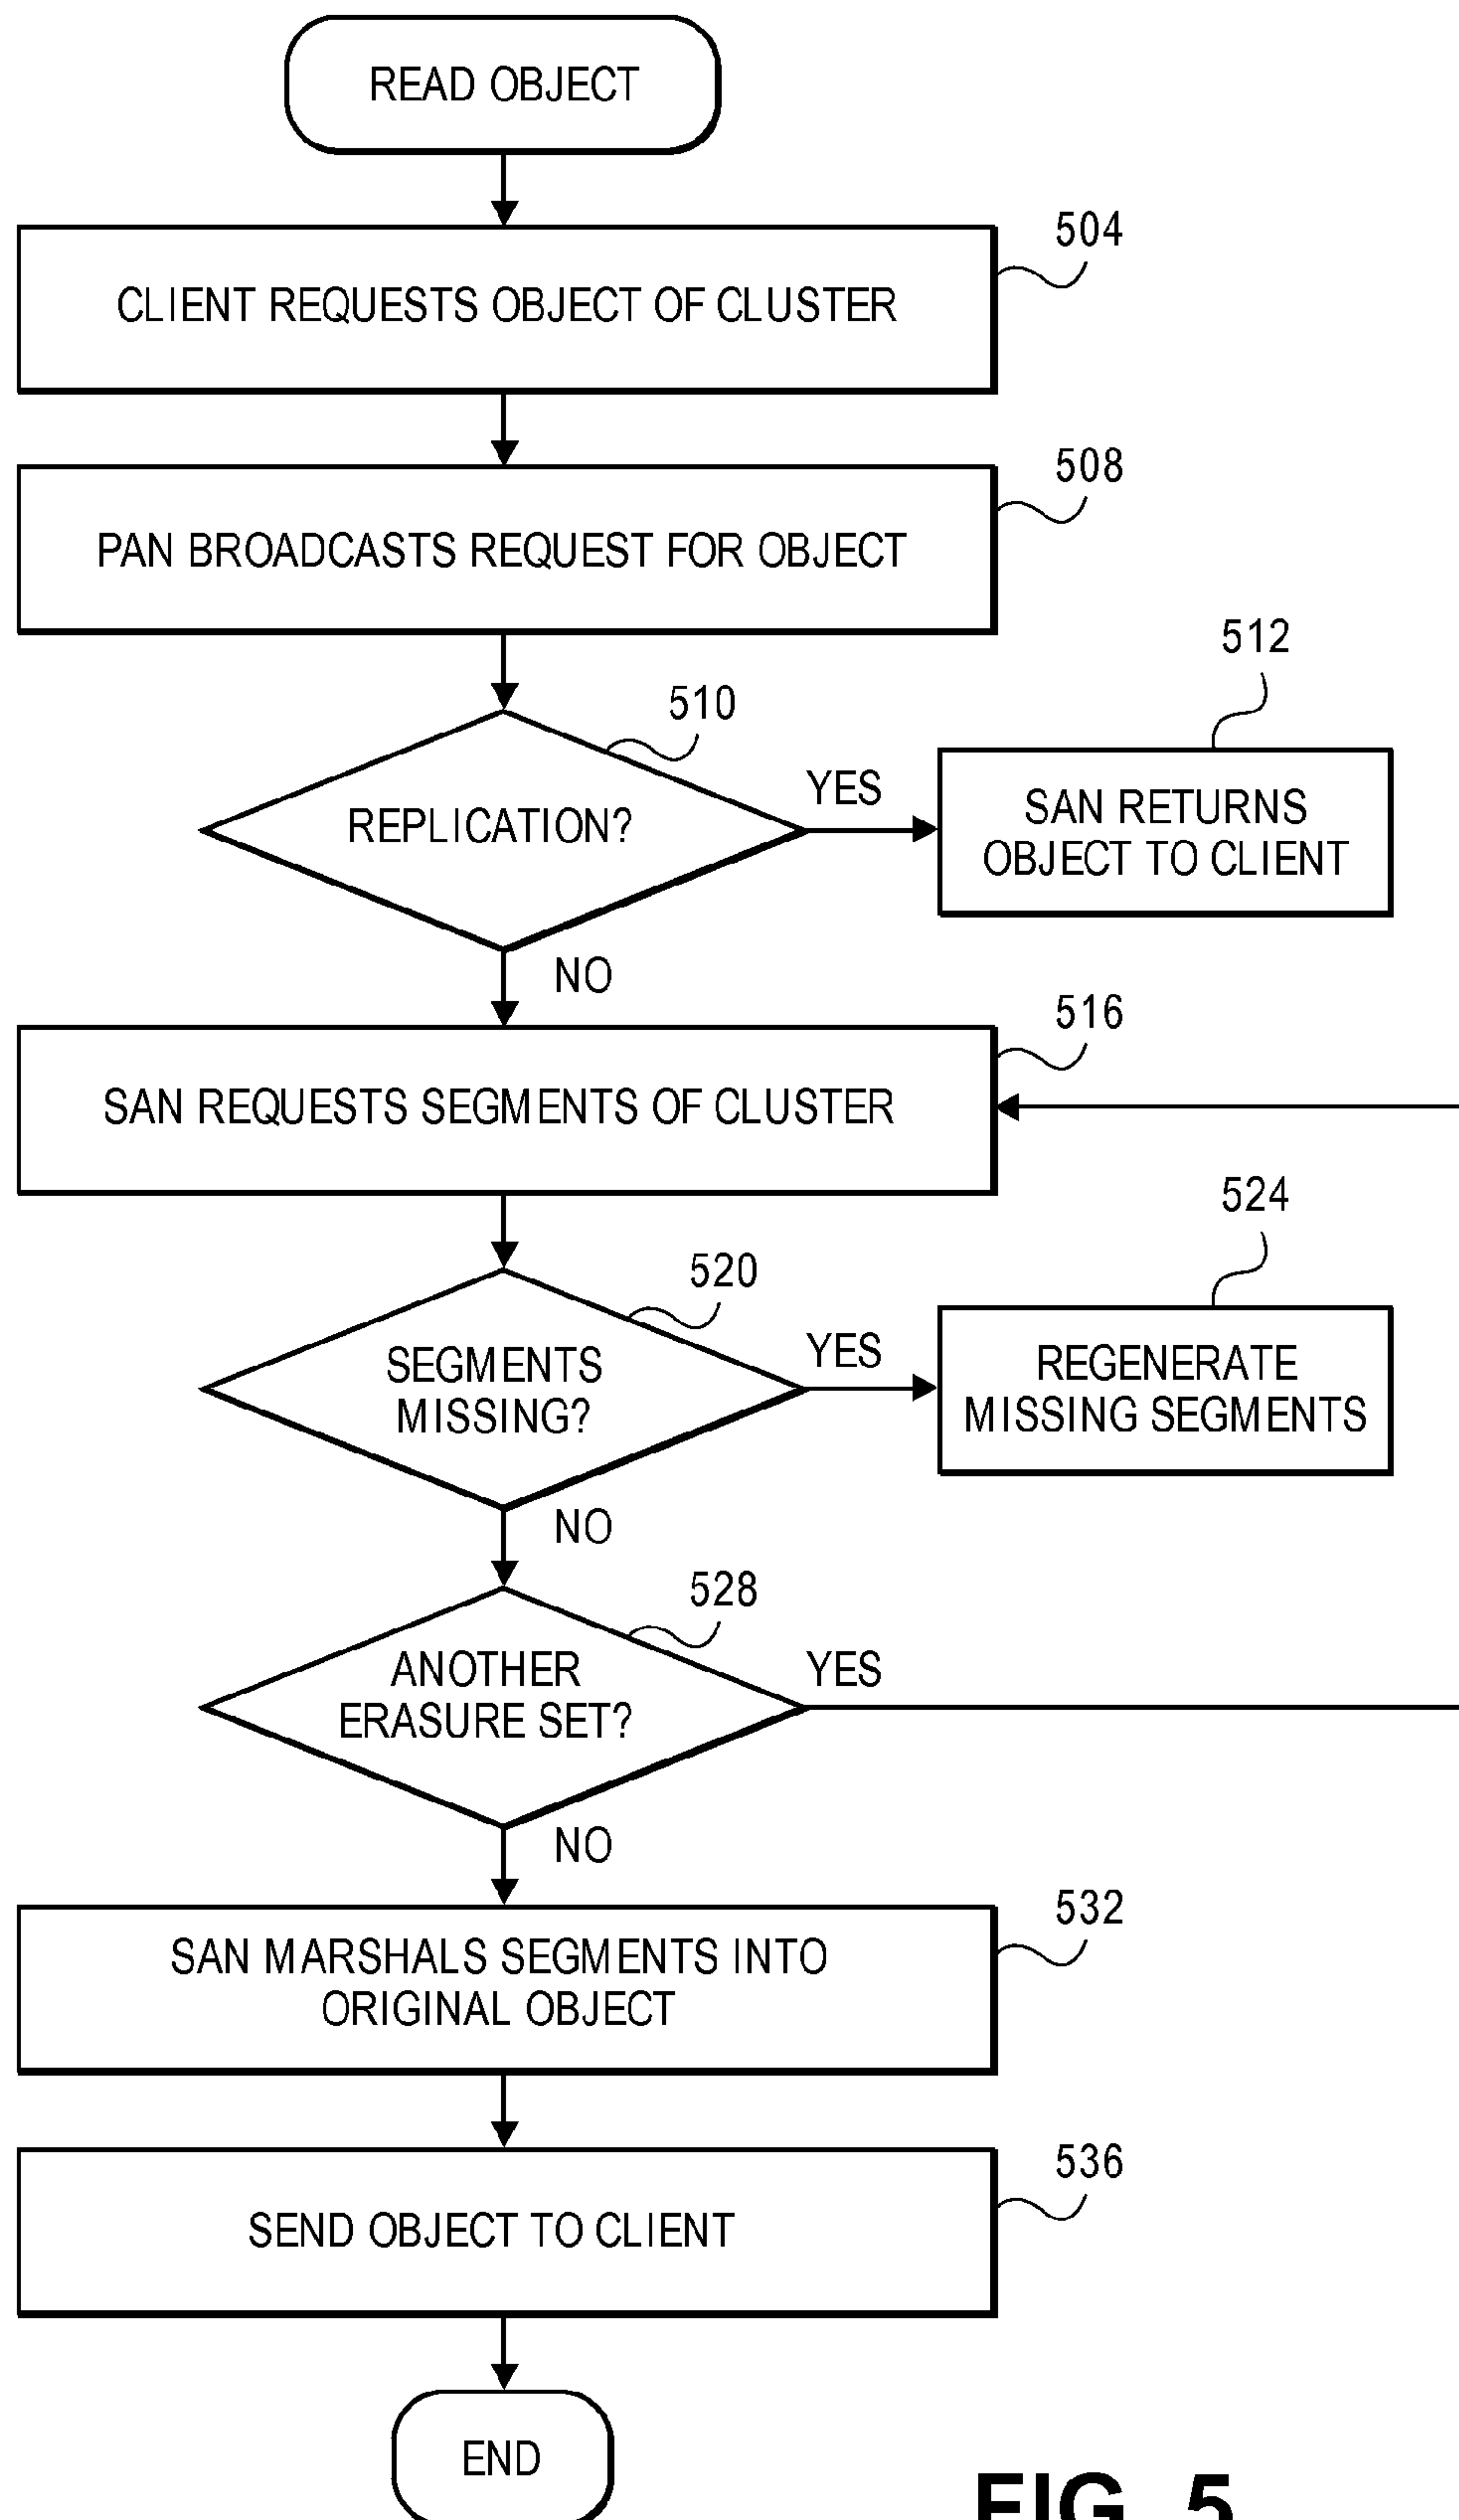 READ OBJECT
504
CLIENT REQUESTS OBJECT OF CLUSTER
508
PAN BROADCASTS REQUEST FOR OBJECT
512
510
YES
REPLICATION?
SAN RETURNS
OBJECT TO CLIENT
NO
516
SAN REQUESTS SEGMENTS OF CLUSTER
524
520
YES
SEGMENTS
MISSING?
REGENERATE
MISSING SEGMENTS
NO
528
YES
ANOTHER
ERASURE SET?
NO
532
SAN MARSHALS SEGMENTS INTO
ORIGINAL OBJECT
536
SEND OBJECT TO CLIENT
END
FIG. 5